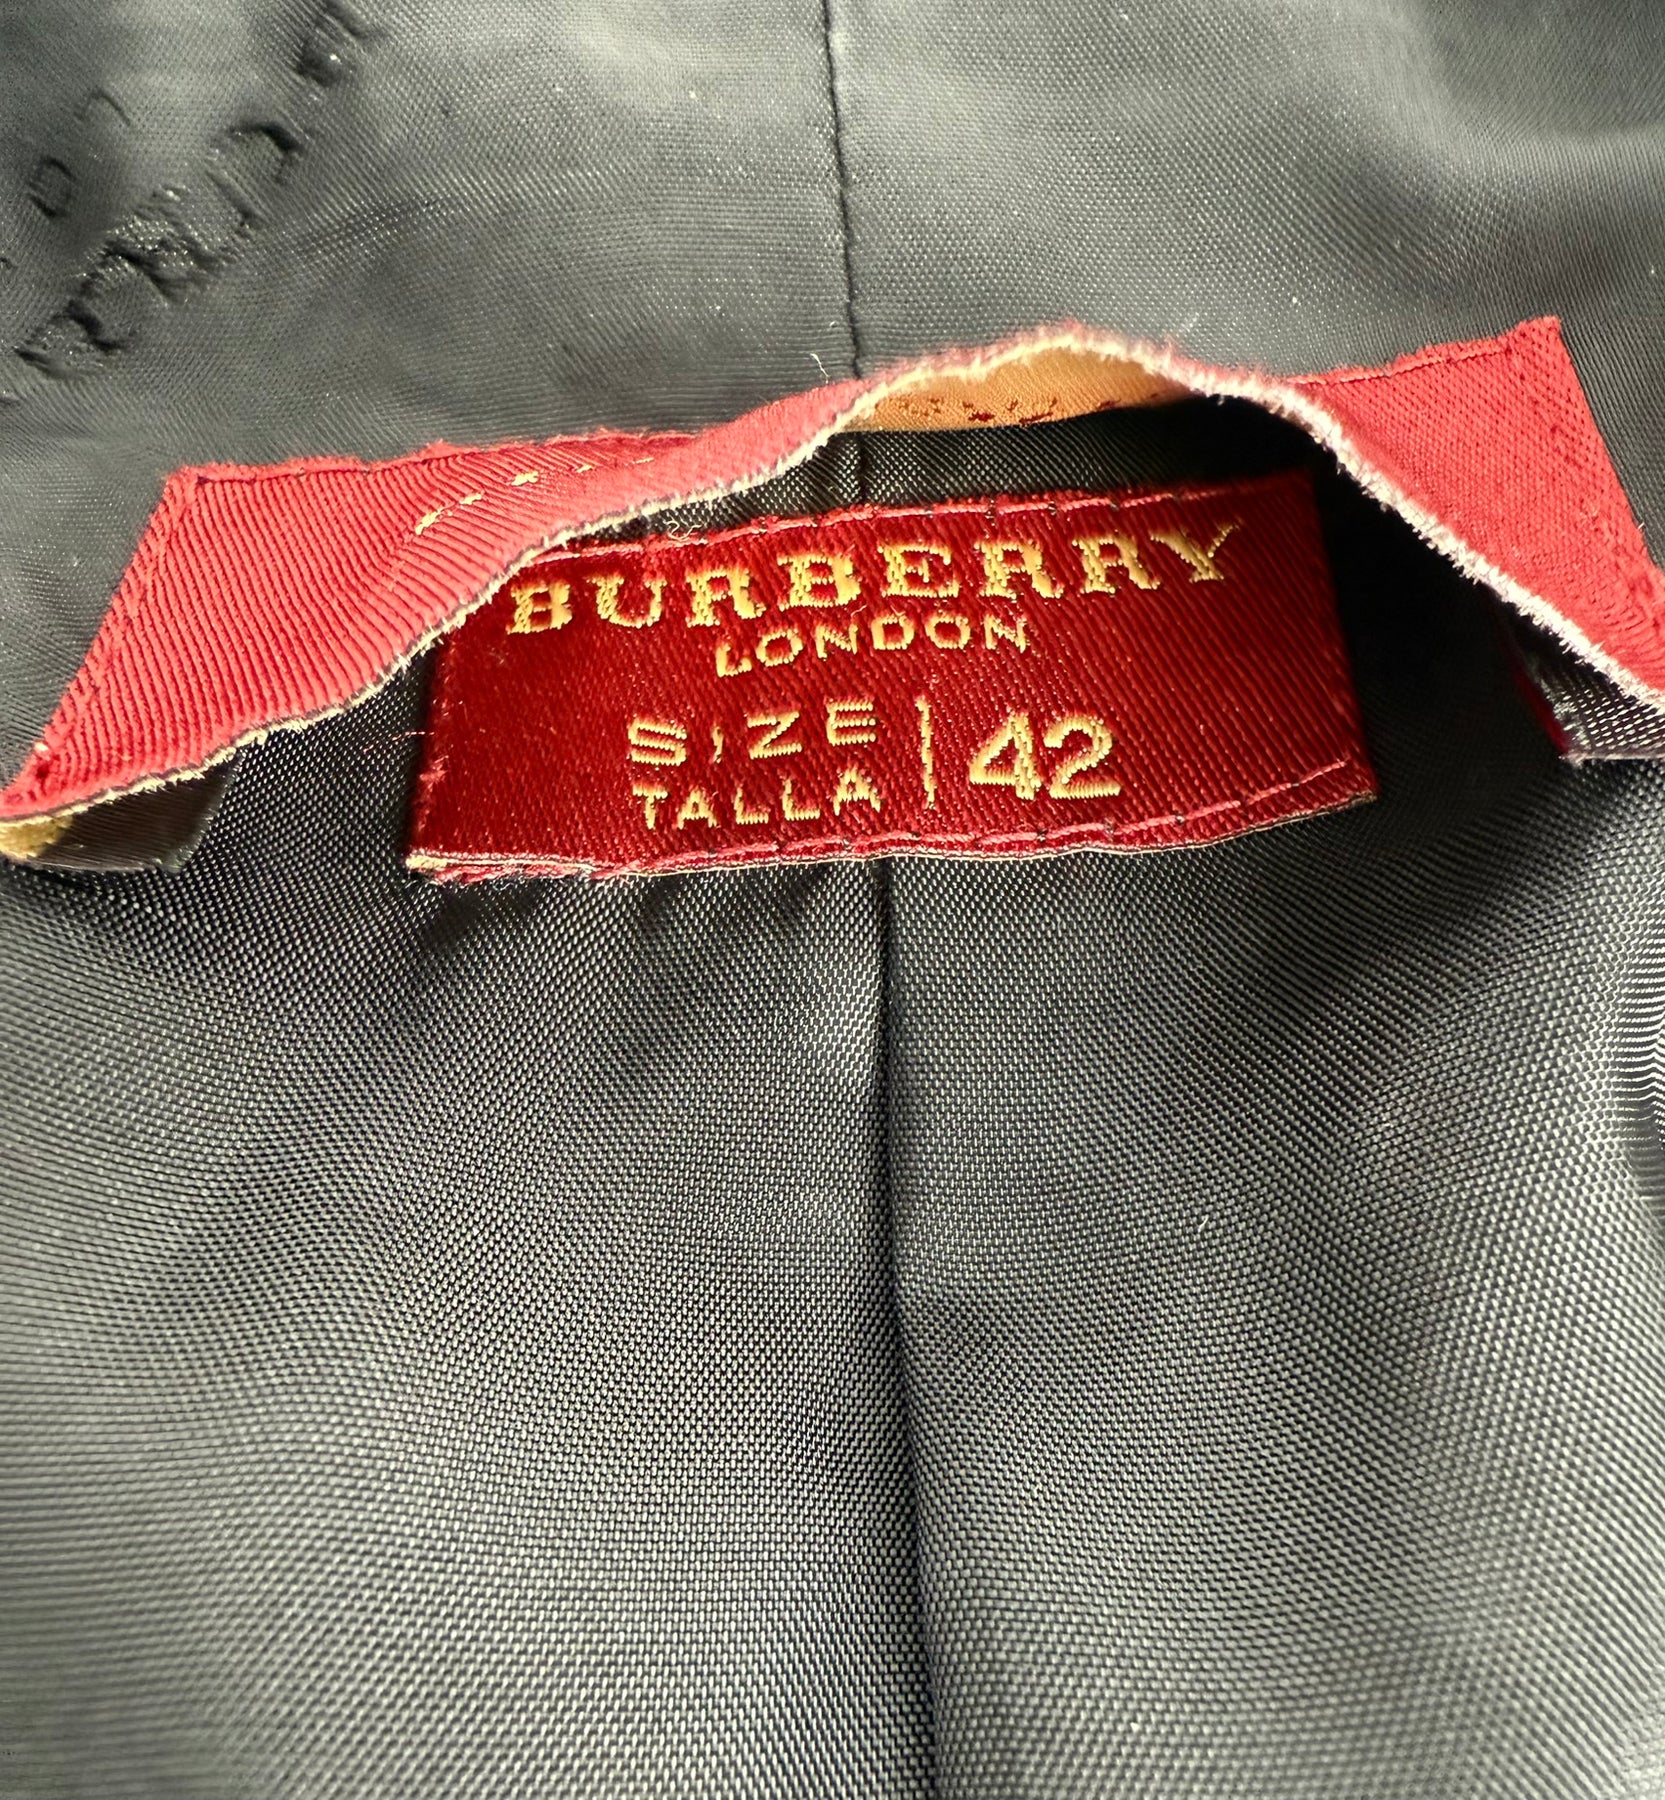 BURBERRY
LONDON
SIZE
TALLA
42